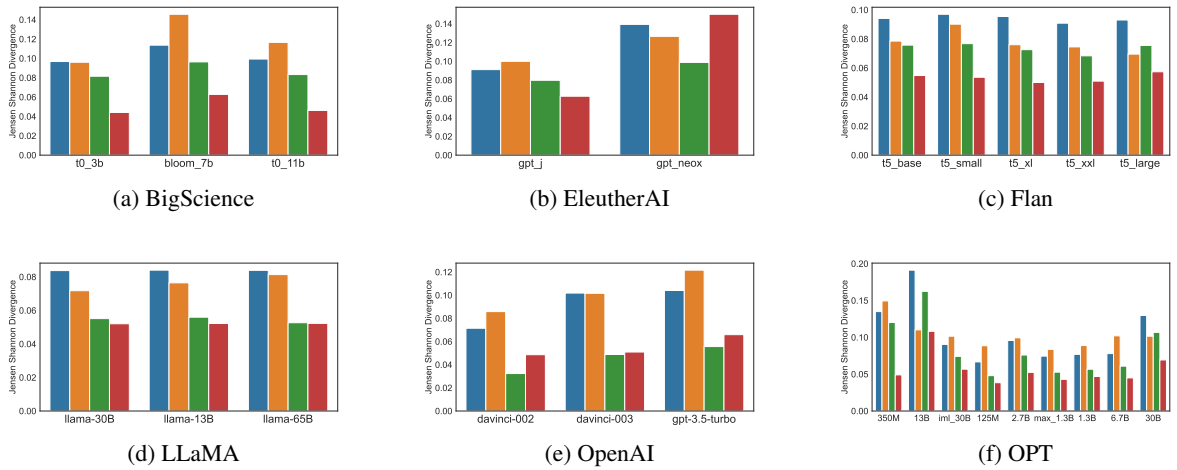 Jensen Shannon Divergence
0.14
0.12
0.10
0.08
0.06
0.04
0.02
0.00
t0_3b bloom_7b t0_11b
(a) BigScience
Jensen Shannon Divergence
0.14
0.12
0.10
0.08
0.06
0.04
0.02
0.00
gpt_j gpt_neox
(b) EleutherAI
Jensen Shannon Divergence
0.10
0.08
0.06
0.04
0.02
0.00
t5_base t5_small t5_xl t5_xxl t5_large
(c) Flan
Jensen Shannon Divergence
0.08
0.06
0.04
0.02
0.00
llama-30B llama-13B llama-65B
(d) LLaMA
Jensen Shannon Divergence
0.12
0.10
0.08
0.06
0.04
0.02
0.00
davinci-002 davinci-003 gpt-3.5-turbo
(e) OpenAI
Jensen Shannon Divergence
0.20
0.15
0.10
0.05
0.00
350M 13B iml_30B 125M 2.7B max_1.3B 1.3B 6.7B 30B
(f) OPT